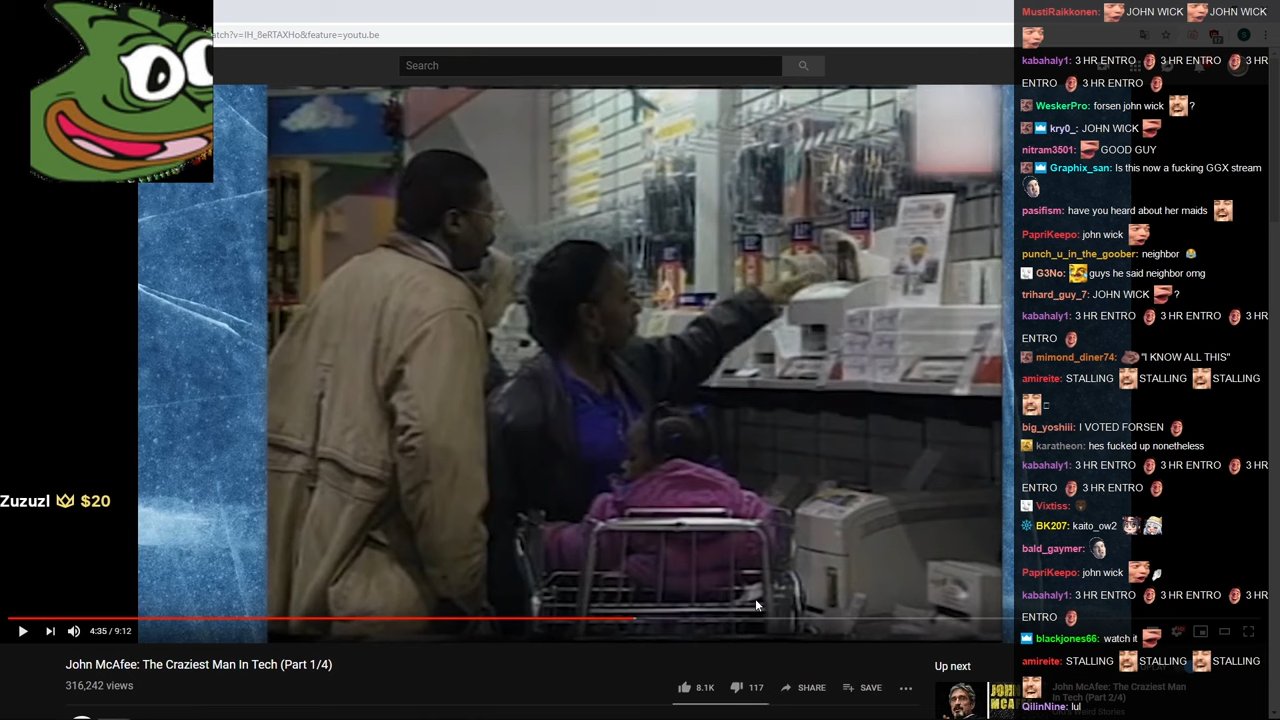 atch?v=IH_8eRTAXHo&feature=youtu.be
Search
Zuzuzl $20
4:35 / 9:12
John McAfee: The Craziest Man In Tech (Part 1/4)
316,242 views
8.1K 117 SHARE SAVE
Up next
John McAfee: The Craziest Man In Tech (Part 2/4)
MustiRaikkonen: JOHN WICK JOHN WICK
kabahaly1: 3 HR ENTRO 3 HR ENTRO 3 HR
ENTRO 3 HR ENTRO
WeskerPro: forsen john wick ?
kry0_: JOHN WICK
nitram3501: GOOD GUY
Graphix_san: Is this now a fucking GGX stream
pasifism: have you heard about her maids
PapriKeepo: john wick
punch_u_in_the_goober: neighbor
G3No: guys he said neighbor omg
trihard_guy_7: JOHN WICK ?
kabahaly1: 3 HR ENTRO 3 HR ENTRO 3 HR
ENTRO
mimond_diner74: "I KNOW ALL THIS"
amireite: STALLING STALLING STALLING
big_yoshiii: I VOTED FORSEN
karatheon: hes fucked up nonetheless
kabahaly1: 3 HR ENTRO 3 HR ENTRO 3 HR
ENTRO 3 HR ENTRO
Vixtiss:
BK207: kaito_ow2
bald_gaymer:
PapriKeepo: john wick
kabahaly1: 3 HR ENTRO 3 HR ENTRO 3 HR
ENTRO
blackjones66: watch it
amireite: STALLING STALLING STALLING
QilinNine: lul